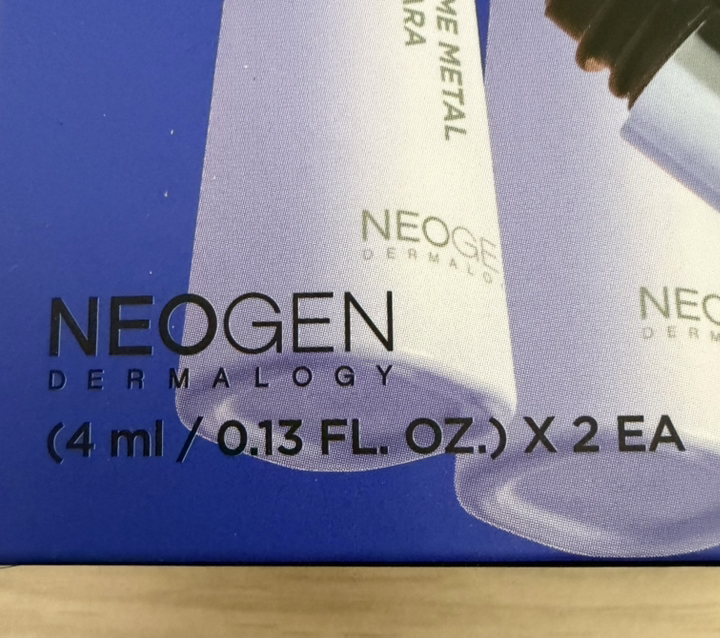 ME METAL
ARA
NEOGE
DERMALO
NEO
DERM
NEOGEN
DERMALOGY
(4 ml / 0.13 FL. OZ.) X 2 EA